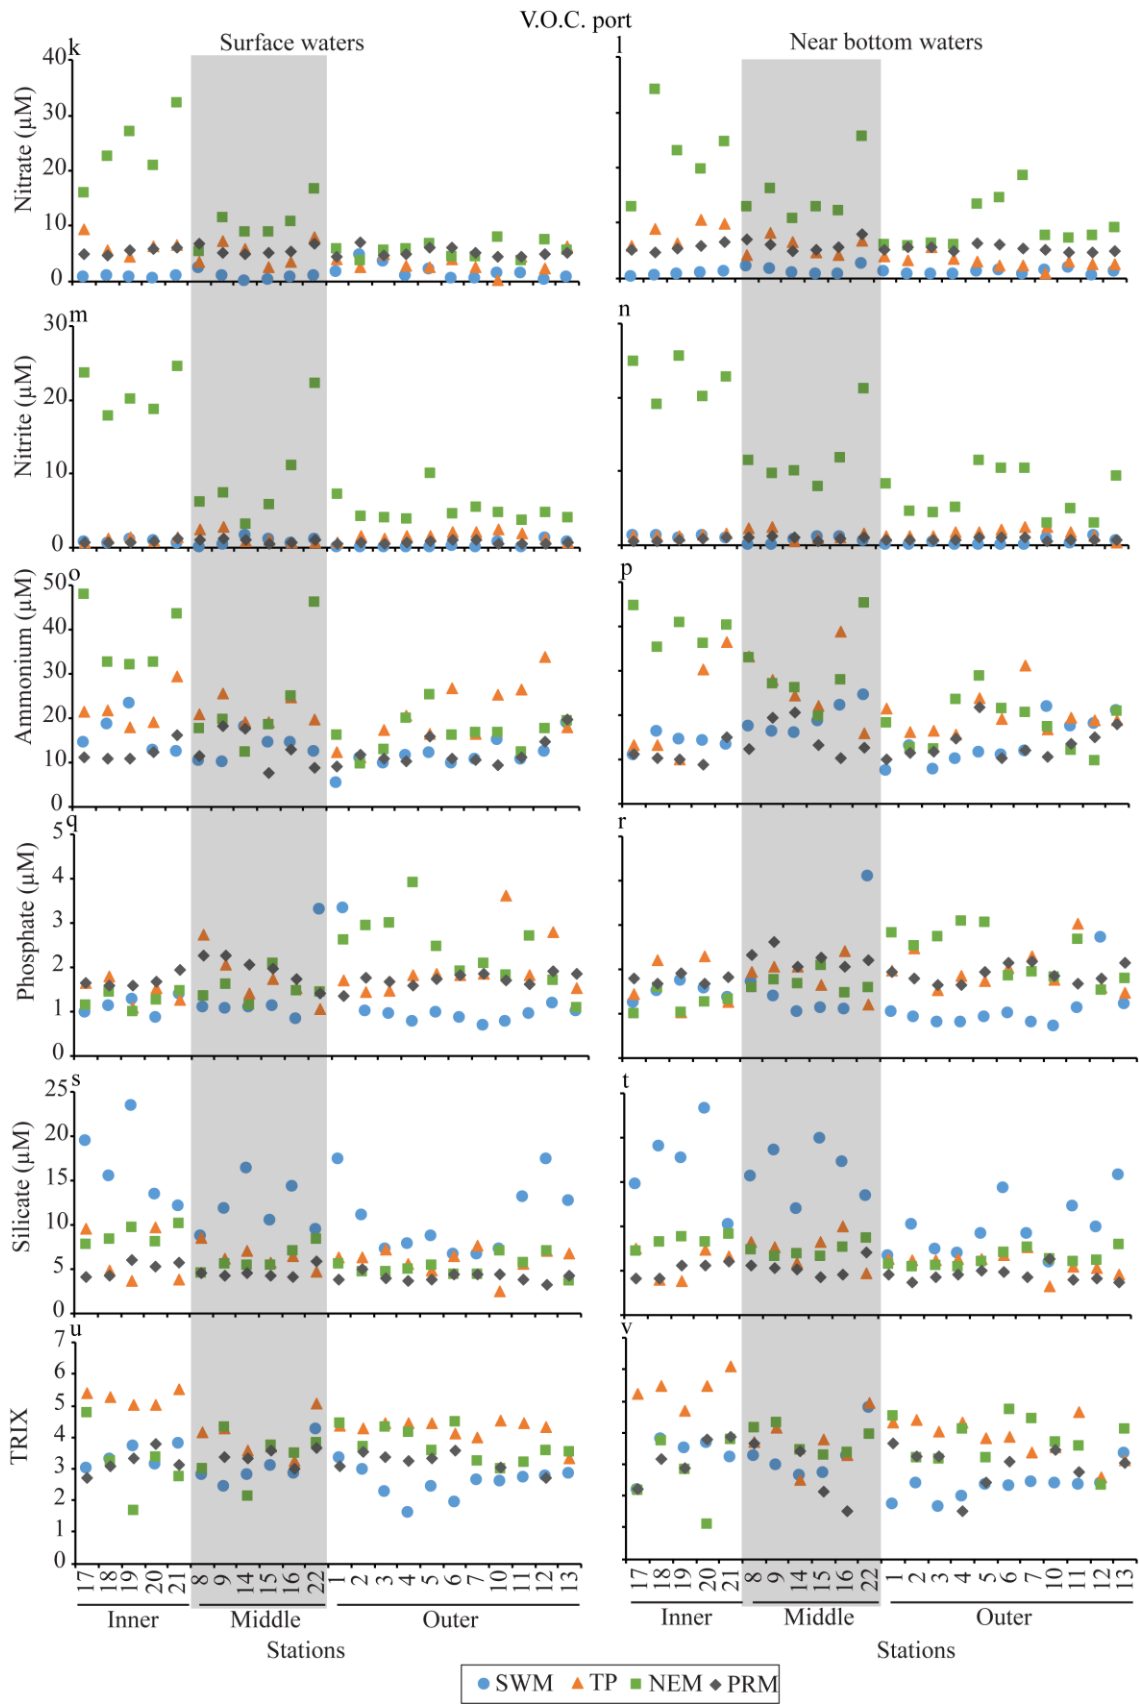 V.O.C. port
Surface waters
Near bottom waters
k
l
Nitrate (µM)
40
30
20
10
0
m
n
Nitrite (µM)
30
20
10
0
o
p
Ammonium (µM)
50
40
30
20
10
0
q
r
Phosphate (µM)
5
4
3
2
1
0
s
t
Silicate (µM)
25
20
15
10
5
0
u
v
TRIX
7
6
5
4
3
2
1
0
17 18 19 20 21 8 9 14 15 16 22 1 2 3 4 5 6 7 10 11 12 13
17 18 19 20 21 8 9 14 15 16 22 1 2 3 4 5 6 7 10 11 12 13
Inner Middle Outer
Inner Middle Outer
Stations
Stations
SWM TP NEM PRM